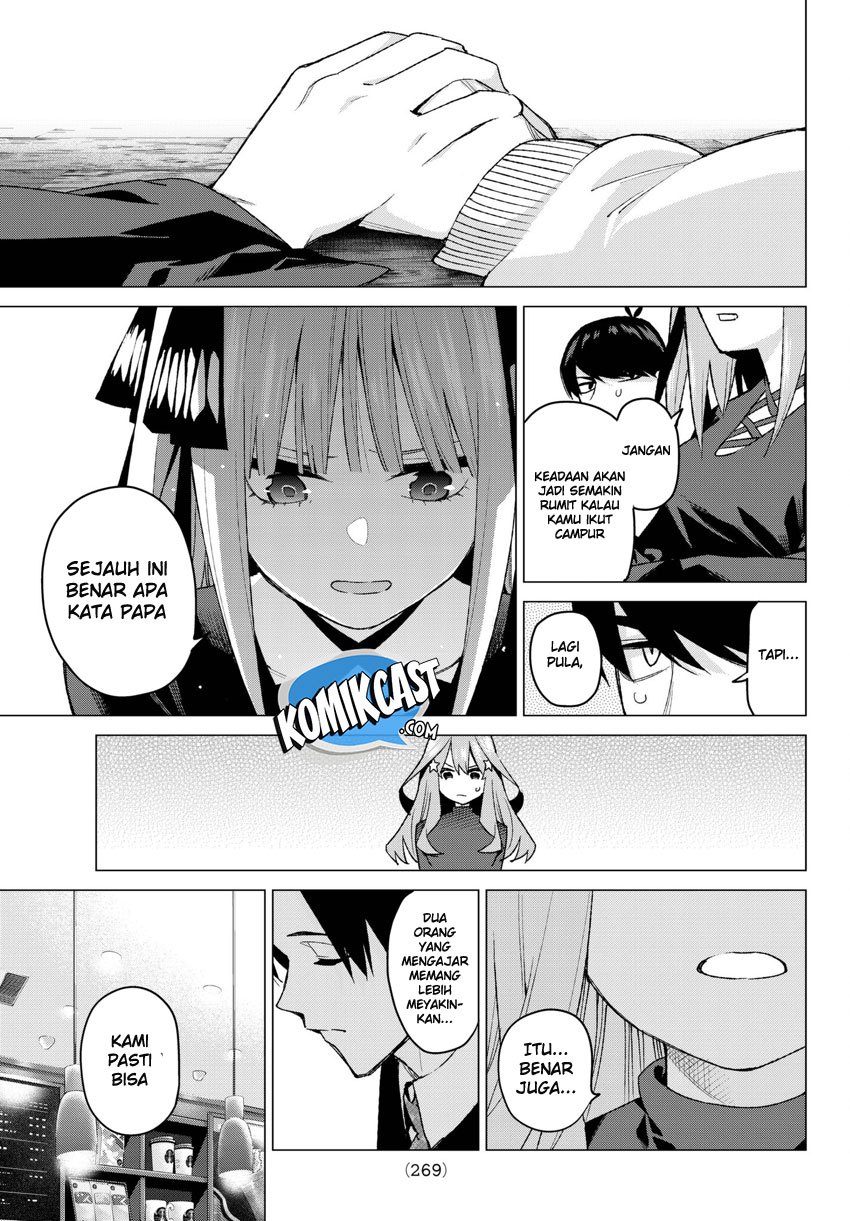 JANGAN
KEADAAN AKAN
JADI SEMAKIN
RUMIT KALAU
KAMU IKUT
CAMPUR
TAPI...
LAGI
PULA,
SEJAUH INI
BENAR APA
KATA PAPA
KOMIKCAST
.COM
ITU...
BENAR
JUGA...
DUA
ORANG
YANG
MENGAJAR
MEMANG
LEBIH
MEYAKIN-
KAN...
KAMI
PASTI
BISA
(269)